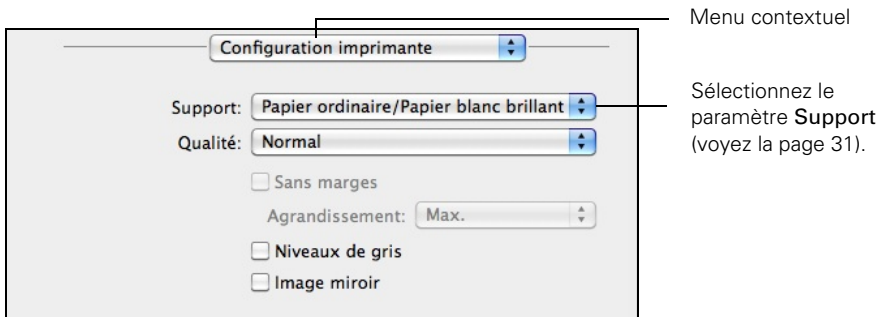 Menu contextuel
Configuration imprimante
Support: Papier ordinaire/Papier blanc brillant
Sélectionnez le
paramètre Support
(voyez la page 31).
Qualité: Normal
Sans marges
Agrandissement: Max.
Niveaux de gris
Image miroir